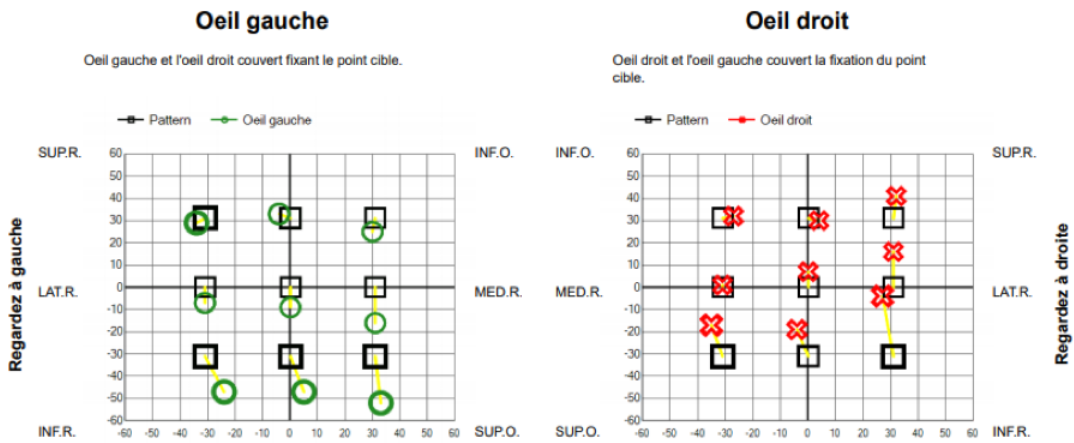 Oeil gauche
Oeil gauche et l'oeil droit couvert fixant le point cible.
Pattern
Oeil gauche
SUP.R.
INF.O.
LAT.R.
MED.R.
INF.R.
SUP.O.
Regardez à gauche
60
50
40
30
20
10
0
-10
-20
-30
-40
-50
-60
-60 -50 -40 -30 -20 -10 0 10 20 30 40 50 60
Oeil droit
Oeil droit et l'oeil gauche couvert la fixation du point
cible.
Pattern
Oeil droit
INF.O.
SUP.R.
MED.R.
LAT.R.
SUP.O.
INF.R.
Regardez à droite
60
50
40
30
20
10
0
-10
-20
-30
-40
-50
-60
-60 -50 -40 -30 -20 -10 0 10 20 30 40 50 60